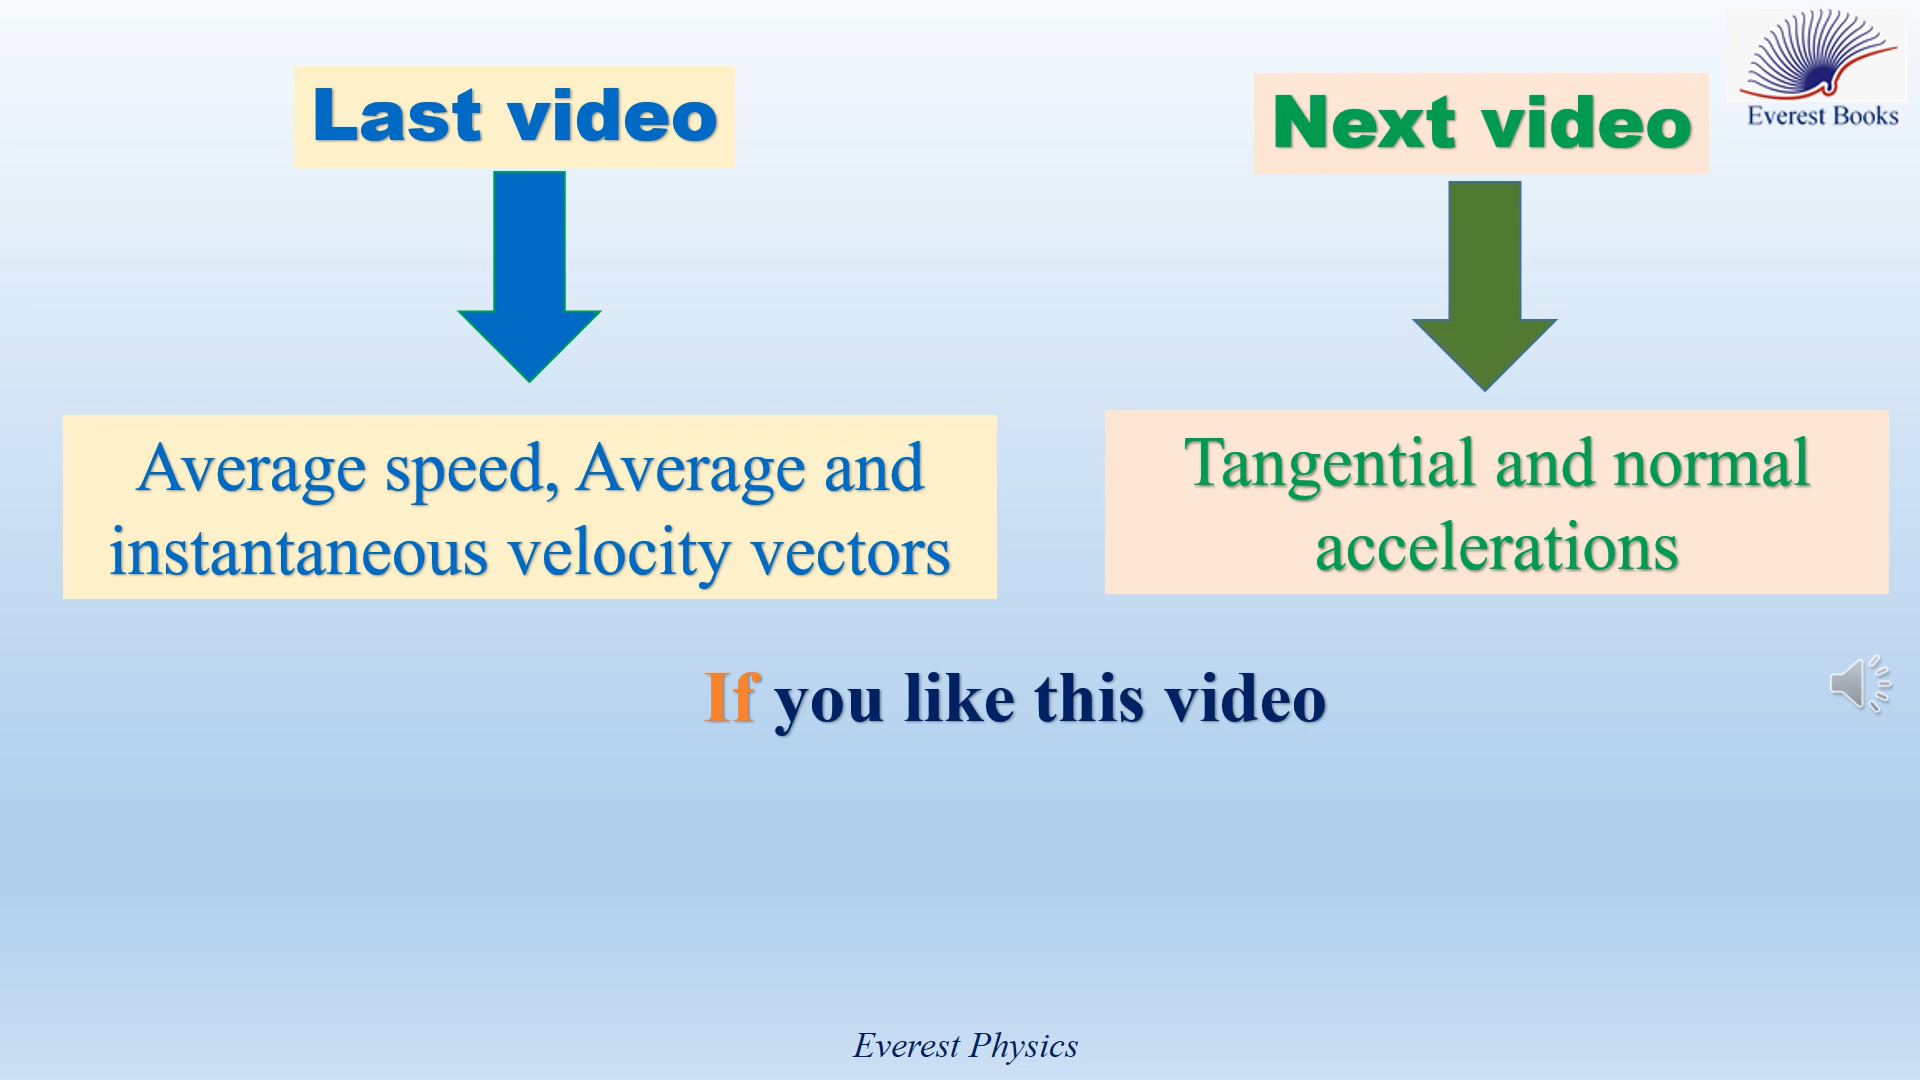 Last video
Next video
Everest Books
Average speed, Average and
instantaneous velocity vectors
Tangential and normal
accelerations
If you like this video
Everest Physics